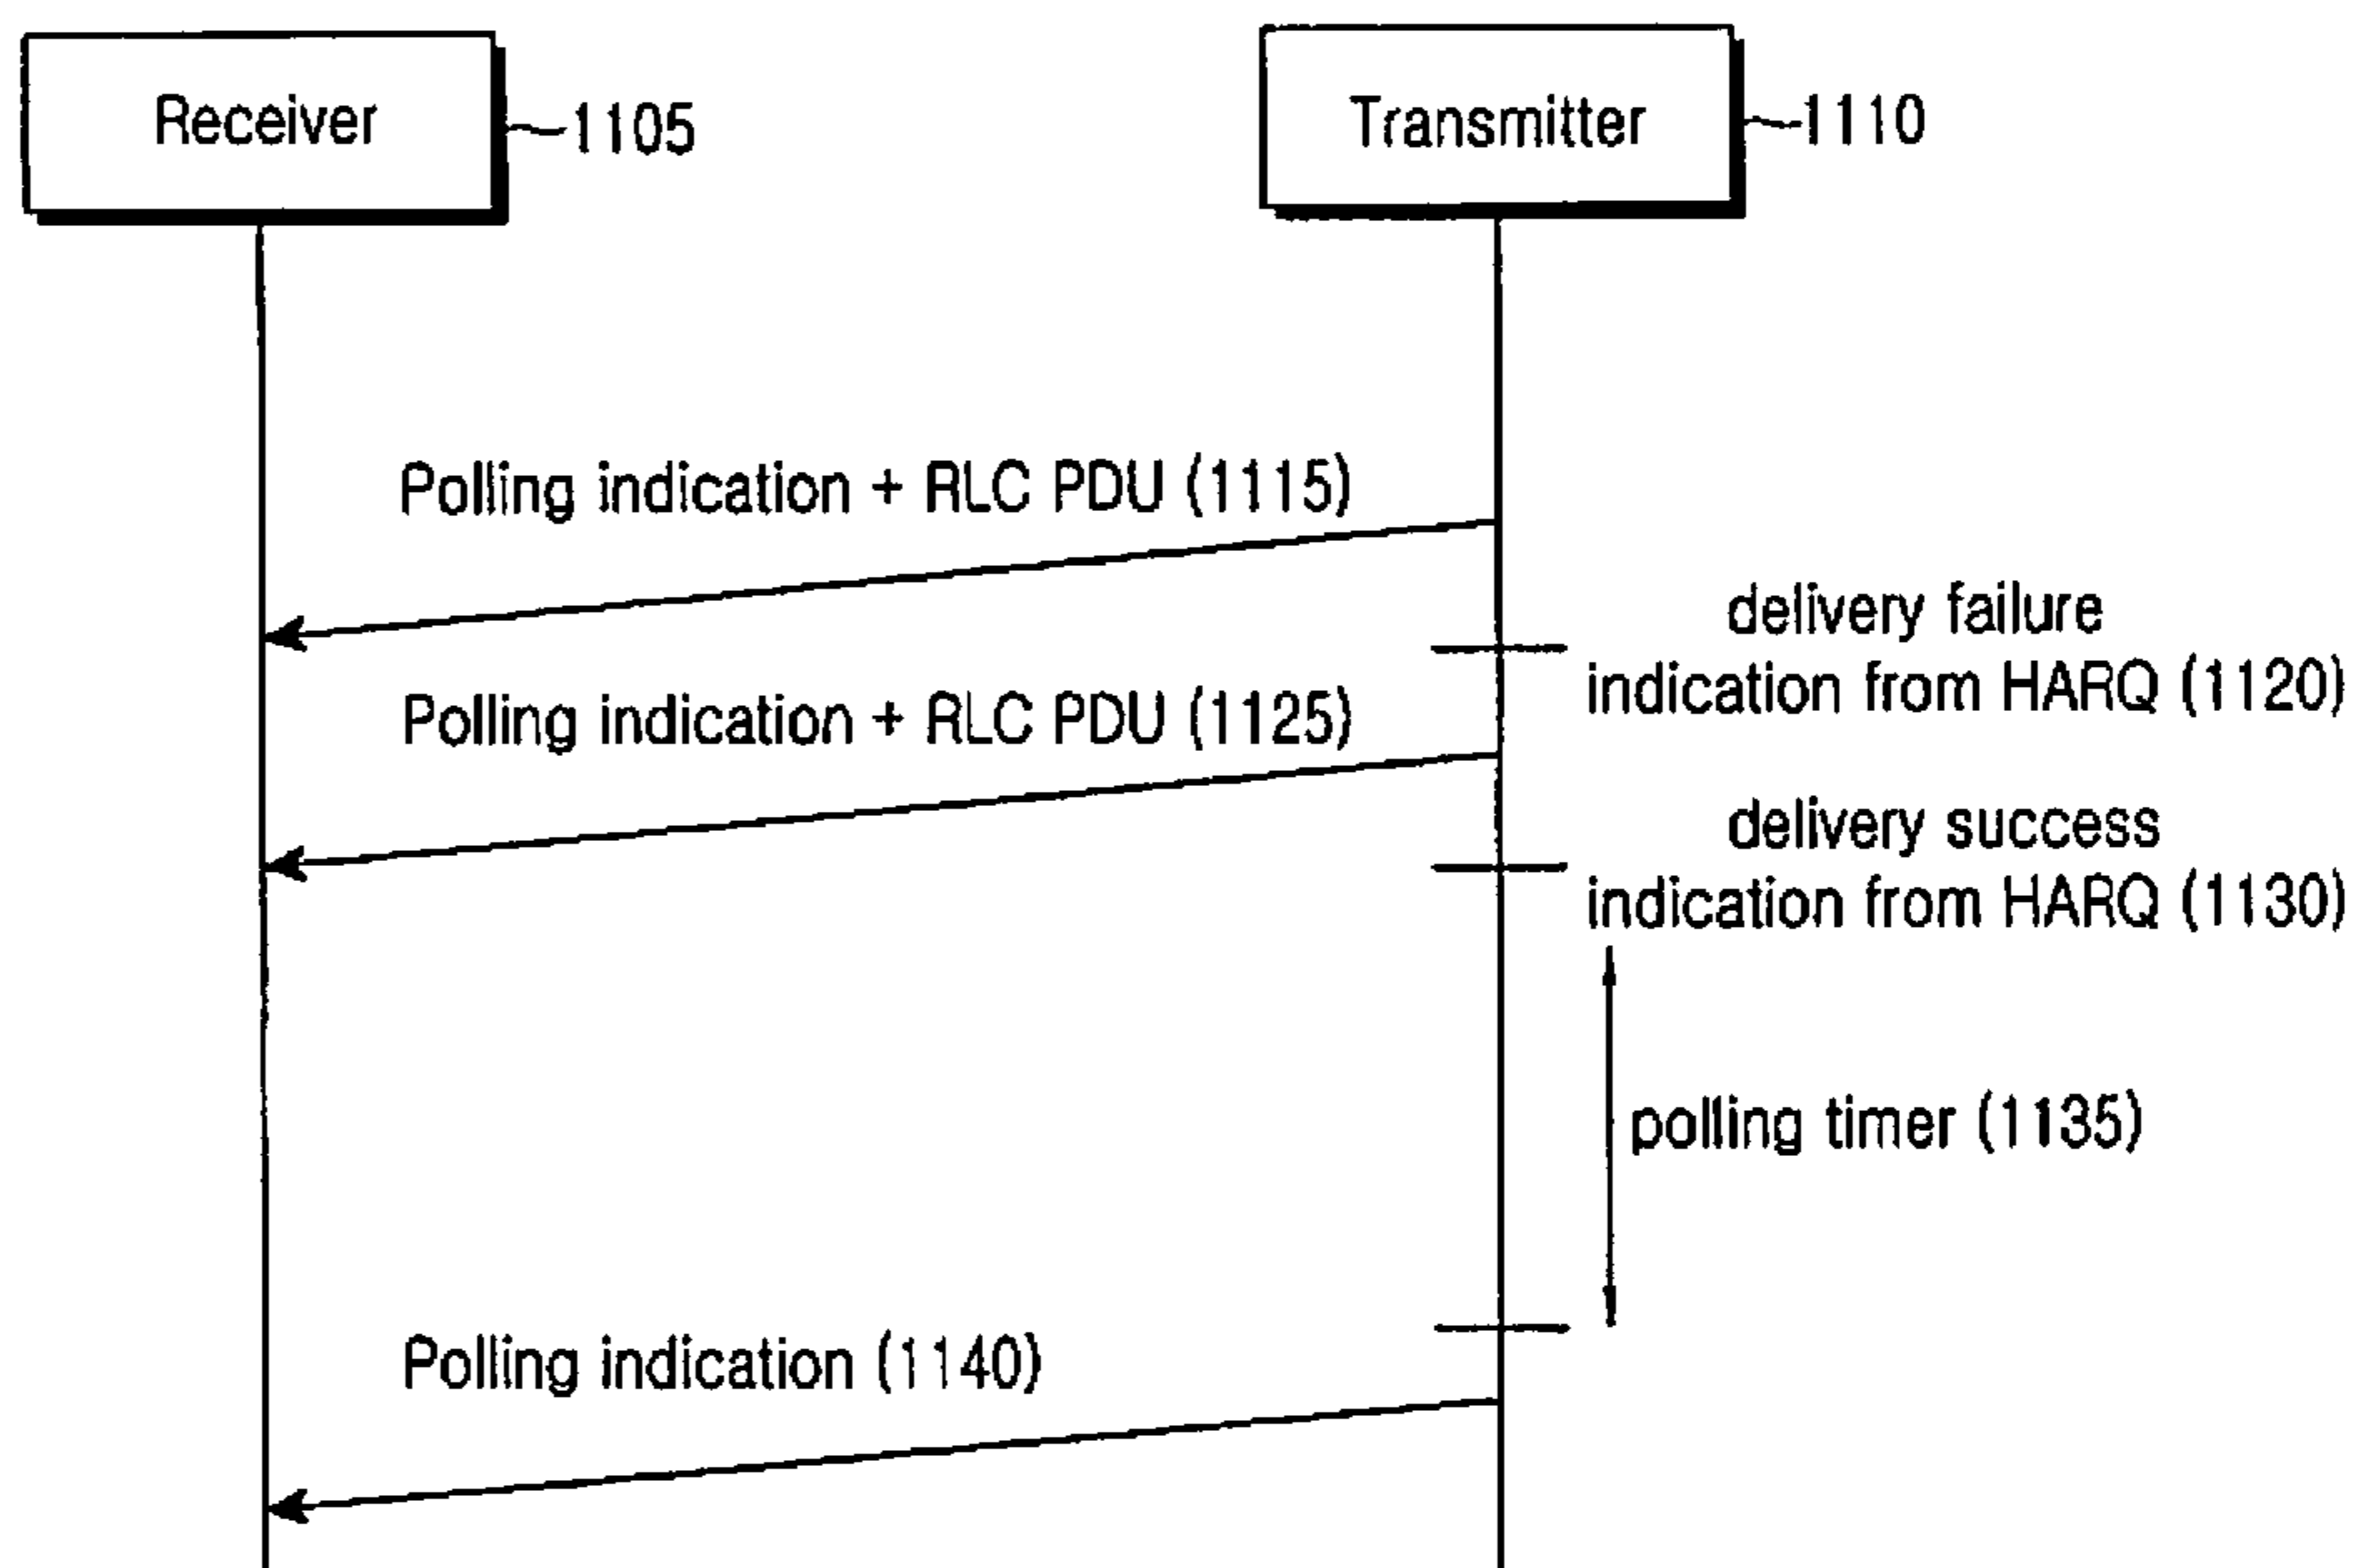 Receiver
1105
Transmitter
1110
Polling indication + RLC PDU (1115)
delivery failure
indication from HARQ (1120)
Polling indication + RLC PDU (1125)
delivery success
indication from HARQ (1130)
polling timer (1135)
Polling indication (1140)